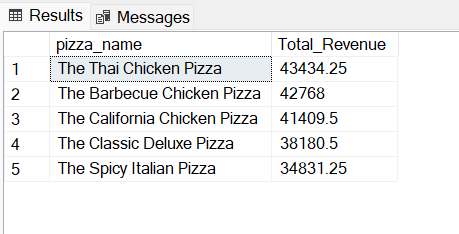 Results Messages
pizza_name Total_Revenue
1 The Thai Chicken Pizza 43434.25
2 The Barbecue Chicken Pizza 42768
3 The California Chicken Pizza 41409.5
4 The Classic Deluxe Pizza 38180.5
5 The Spicy Italian Pizza 34831.25